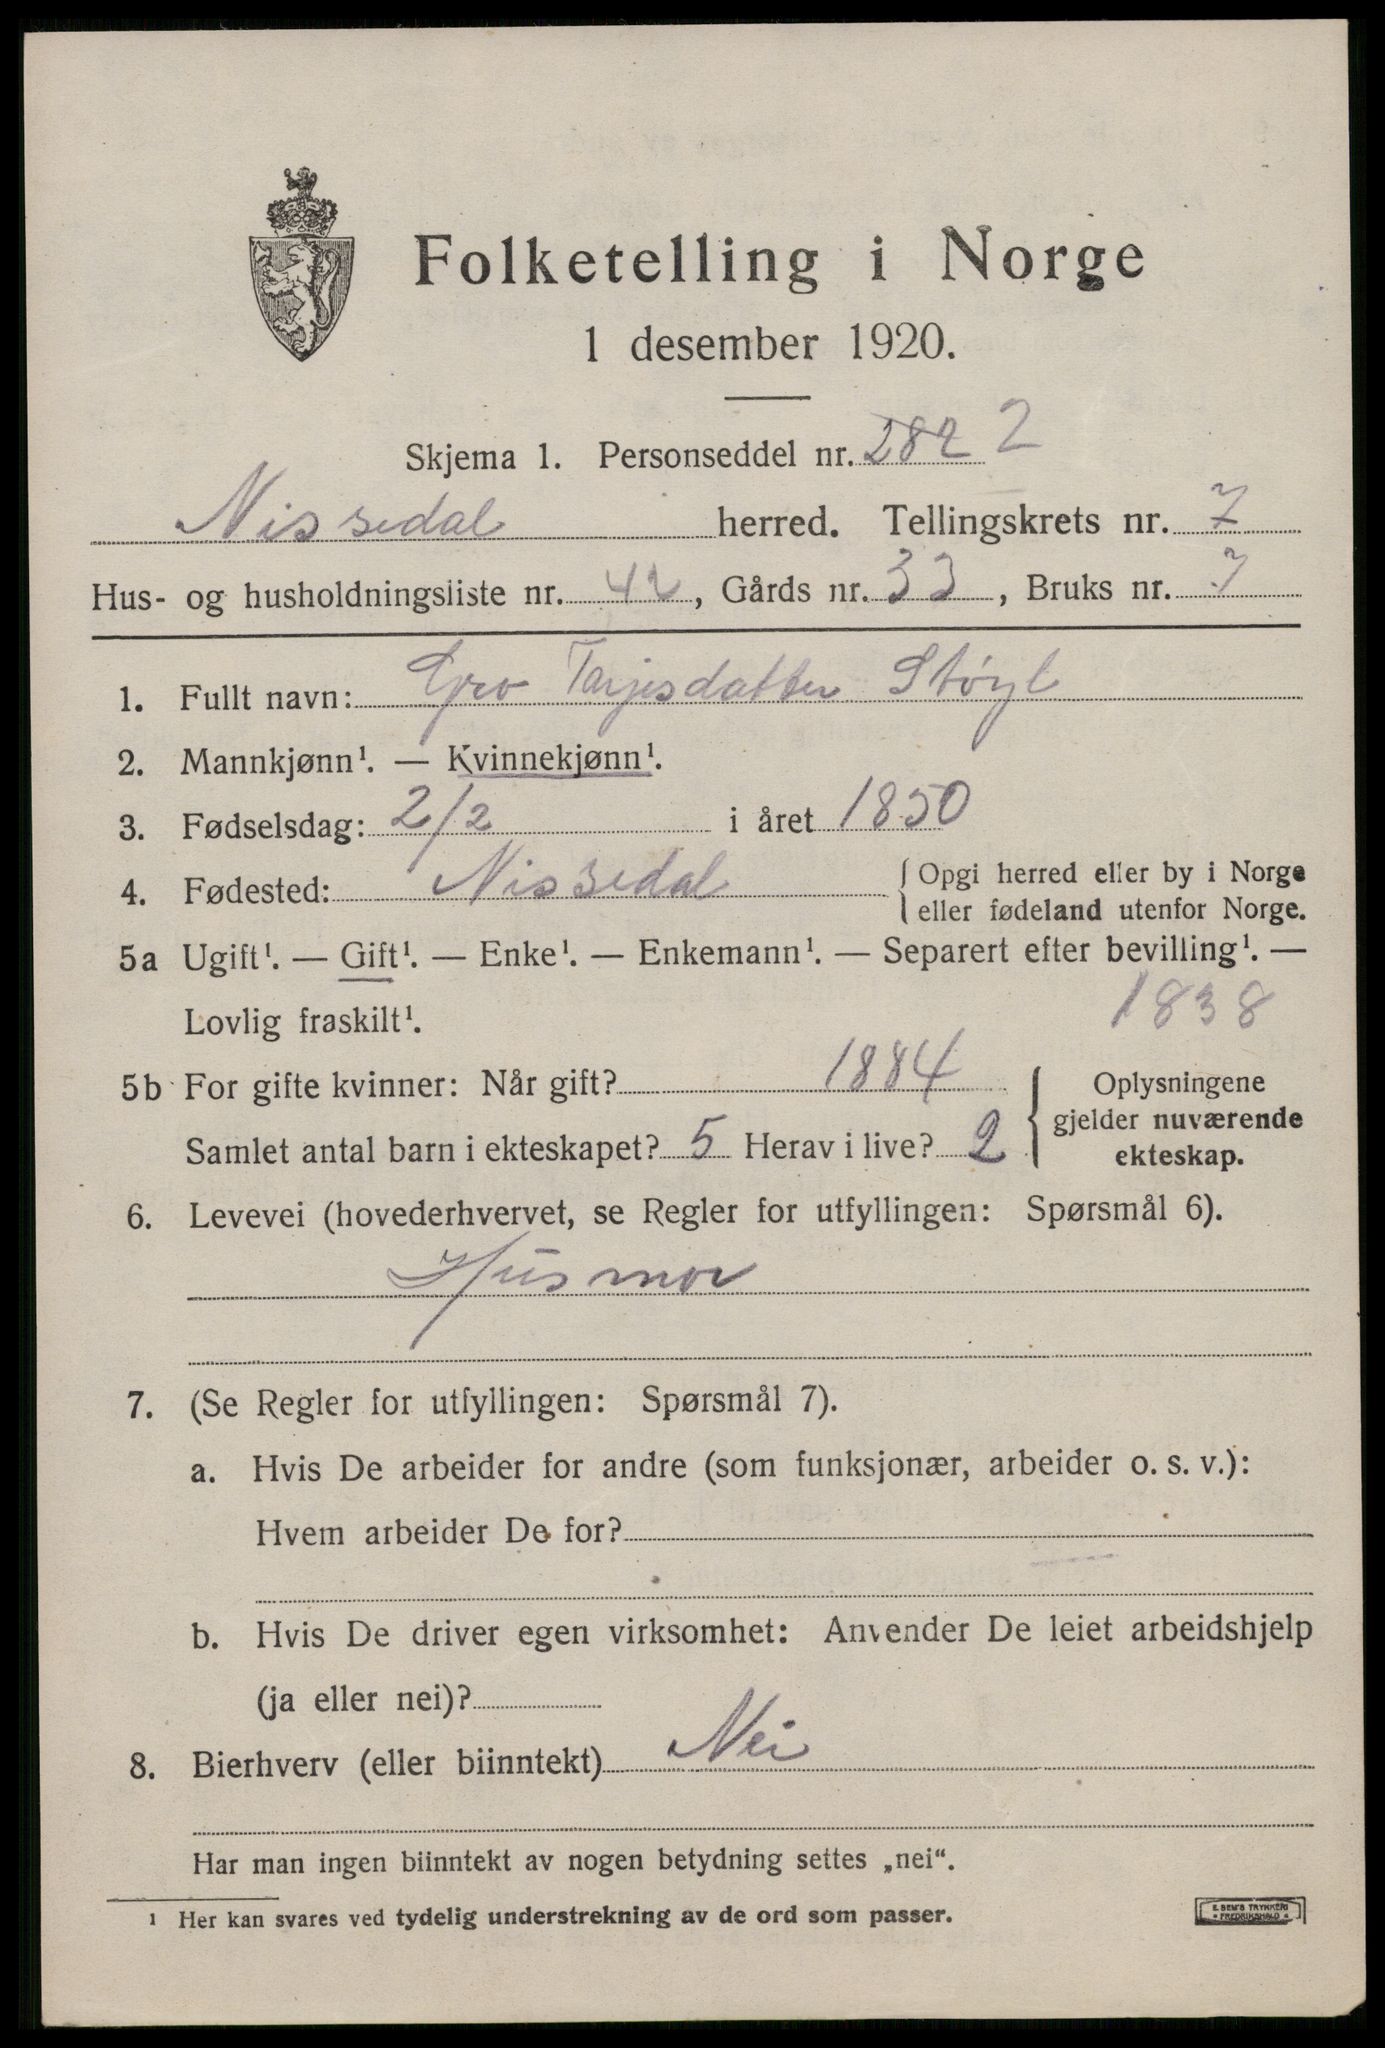 Folketelling i Norge
1 desember 1920.
Skjema 1. Personseddel nr. 282 2
Nissedal herred. Tellingskrets nr. 7
Hus- og husholdningsliste nr. 42, Gårds nr. 33, Bruks nr. 7
1. Fullt navn: Gro Tarjesdatter Støyl
2. Mannkjønn¹. — Kvinnekjønn¹.
3. Fødselsdag: 2/2 i året 1850
4. Fødested: Nissedal { Opgi herred eller by i Norge
eller fødeland utenfor Norge.
5a Ugift¹. — Gift¹. — Enke¹. — Enkemann¹. — Separert efter bevilling¹. —
Lovlig fraskilt¹. 1838
5b For gifte kvinner: Når gift? 1884
Samlet antal barn i ekteskapet? 5 Herav i live? 2
Oplysningene
gjelder nuværende
ekteskap.
6. Levevei (hovederhvervet, se Regler for utfyllingen: Spørsmål 6).
Husmor
7. (Se Regler for utfyllingen: Spørsmål 7).
a. Hvis De arbeider for andre (som funksjonær, arbeider o. s. v.):
Hvem arbeider De for?
b. Hvis De driver egen virksomhet: Anvender De leiet arbeidshjelp
(ja eller nei)?
8. Bierhverv (eller biinntekt) Nei
Har man ingen biinntekt av nogen betydning settes „nei“.
¹ Her kan svares ved tydelig understrekning av de ord som passer.
E. SEM'S TRYKKERI
FREDRIKSHALD